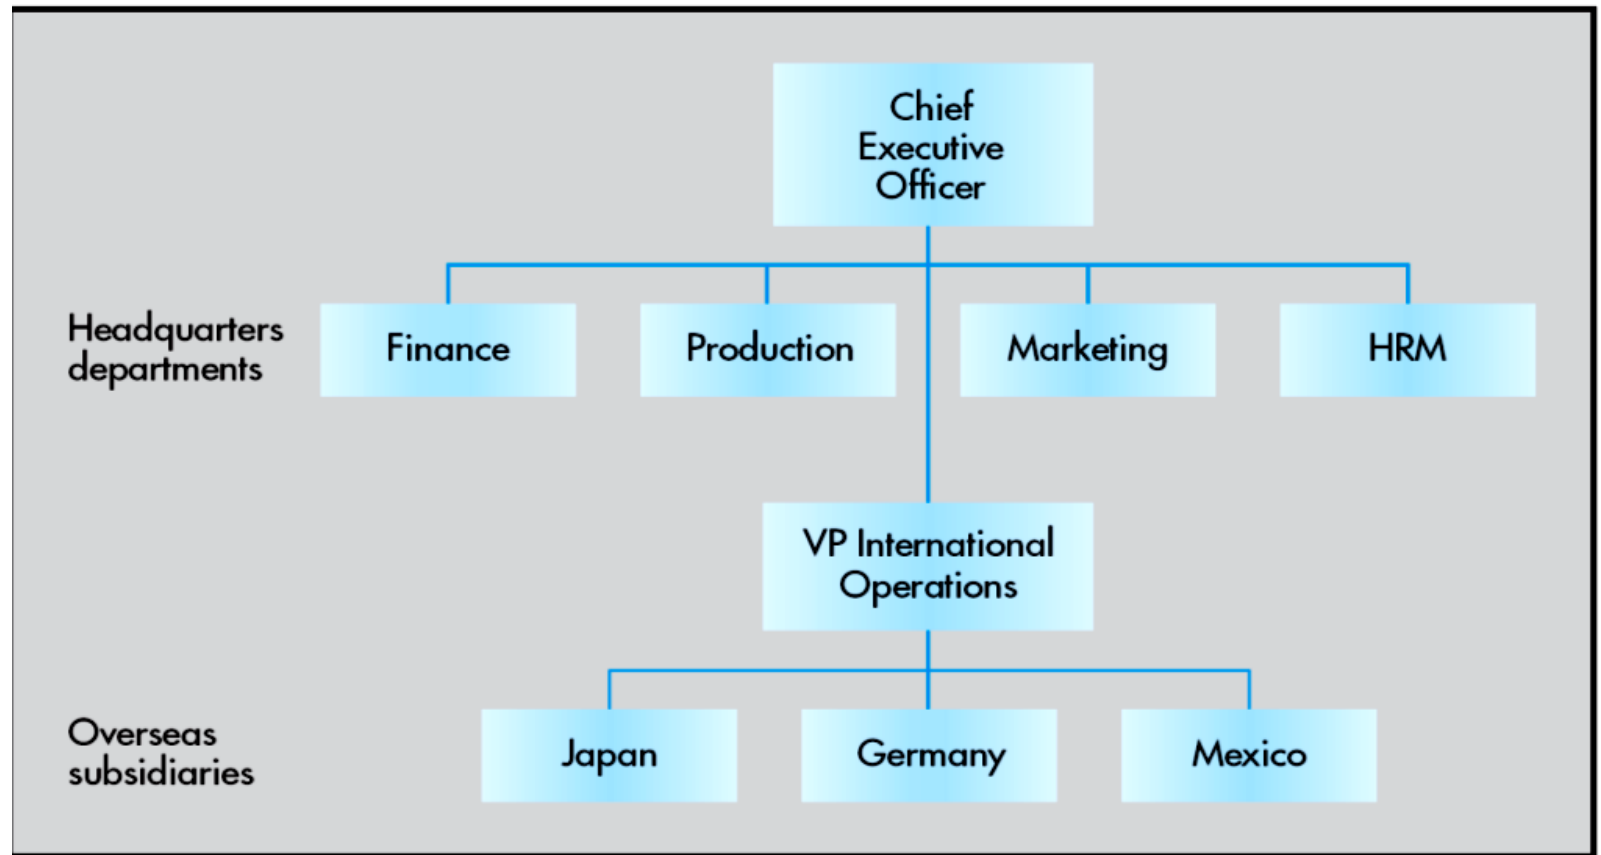 Chief
Executive
Officer
Headquarters
departments
Finance
Production
Marketing
HRM
VP International
Operations
Overseas
subsidiaries
Japan
Germany
Mexico